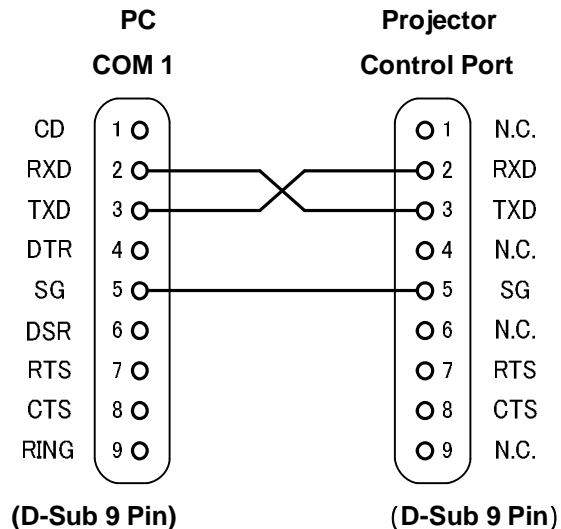 PC Projector
COM 1 Control Port
CD 1 1 N.C.
RXD 2 2 RXD
TXD 3 3 TXD
DTR 4 4 N.C.
SG 5 5 SG
DSR 6 6 N.C.
RTS 7 7 RTS
CTS 8 8 CTS
RING 9 9 N.C.
(D-Sub 9 Pin) (D-Sub 9 Pin)